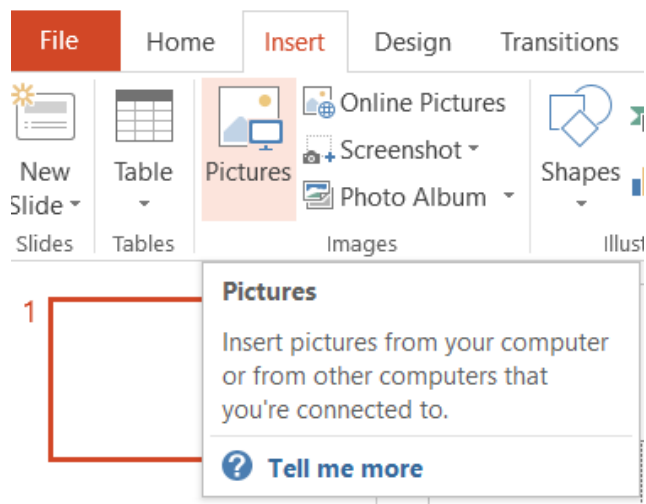 File Home Insert Design Transitions
Online Pictures
Screenshot
Photo Album
New
Slide
Table
Pictures
Shapes
Slides Tables Images Illust
1
Pictures
Insert pictures from your computer
or from other computers that
you're connected to.
? Tell me more